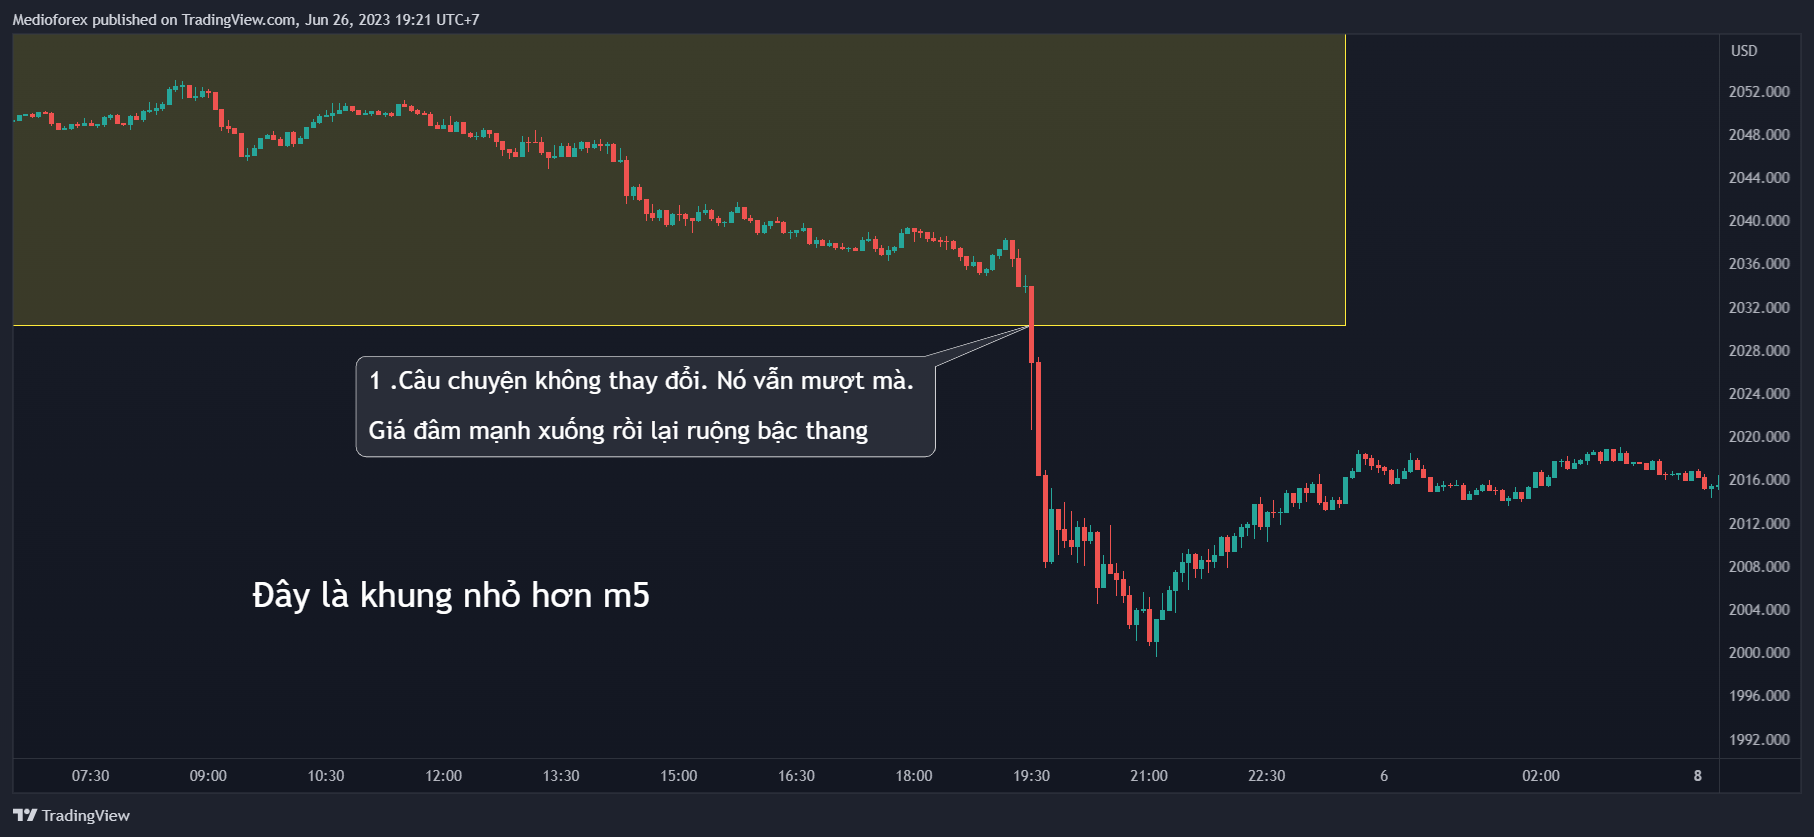 Medioforex published on TradingView.com, Jun 26, 2023 19:21 UTC+7
USD
2052.000
2048.000
2044.000
2040.000
2036.000
2032.000
2028.000
2024.000
2020.000
2016.000
2012.000
2008.000
2004.000
2000.000
1996.000
1992.000
1 .Câu chuyện không thay đổi. Nó vẫn mượt mà.
Giá đâm mạnh xuống rồi lại ruộng bậc thang
Đây là khung nhỏ hơn m5
07:30 09:00 10:30 12:00 13:30 15:00 16:30 18:00 19:30 21:00 22:30 6 02:00 8
TradingView